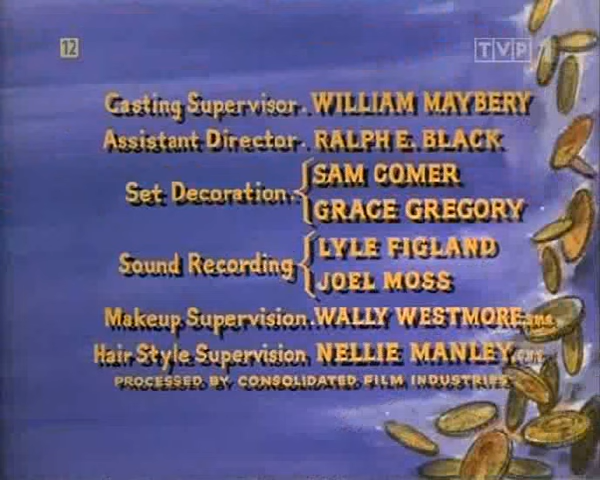 12
TVP 1
Casting Supervisor. WILLIAM MAYBERY
Assistant Director. RALPH E. BLACK
Set Decoration. SAM COMER
GRACE GREGORY
Sound Recording LYLE FIGLAND
JOEL MOSS
Makeup Supervision. WALLY WESTMORE, S.M.A.
Hair Style Supervision, NELLIE MANLEY,
PROCESSED BY CONSOLIDATED FILM INDUSTRIES